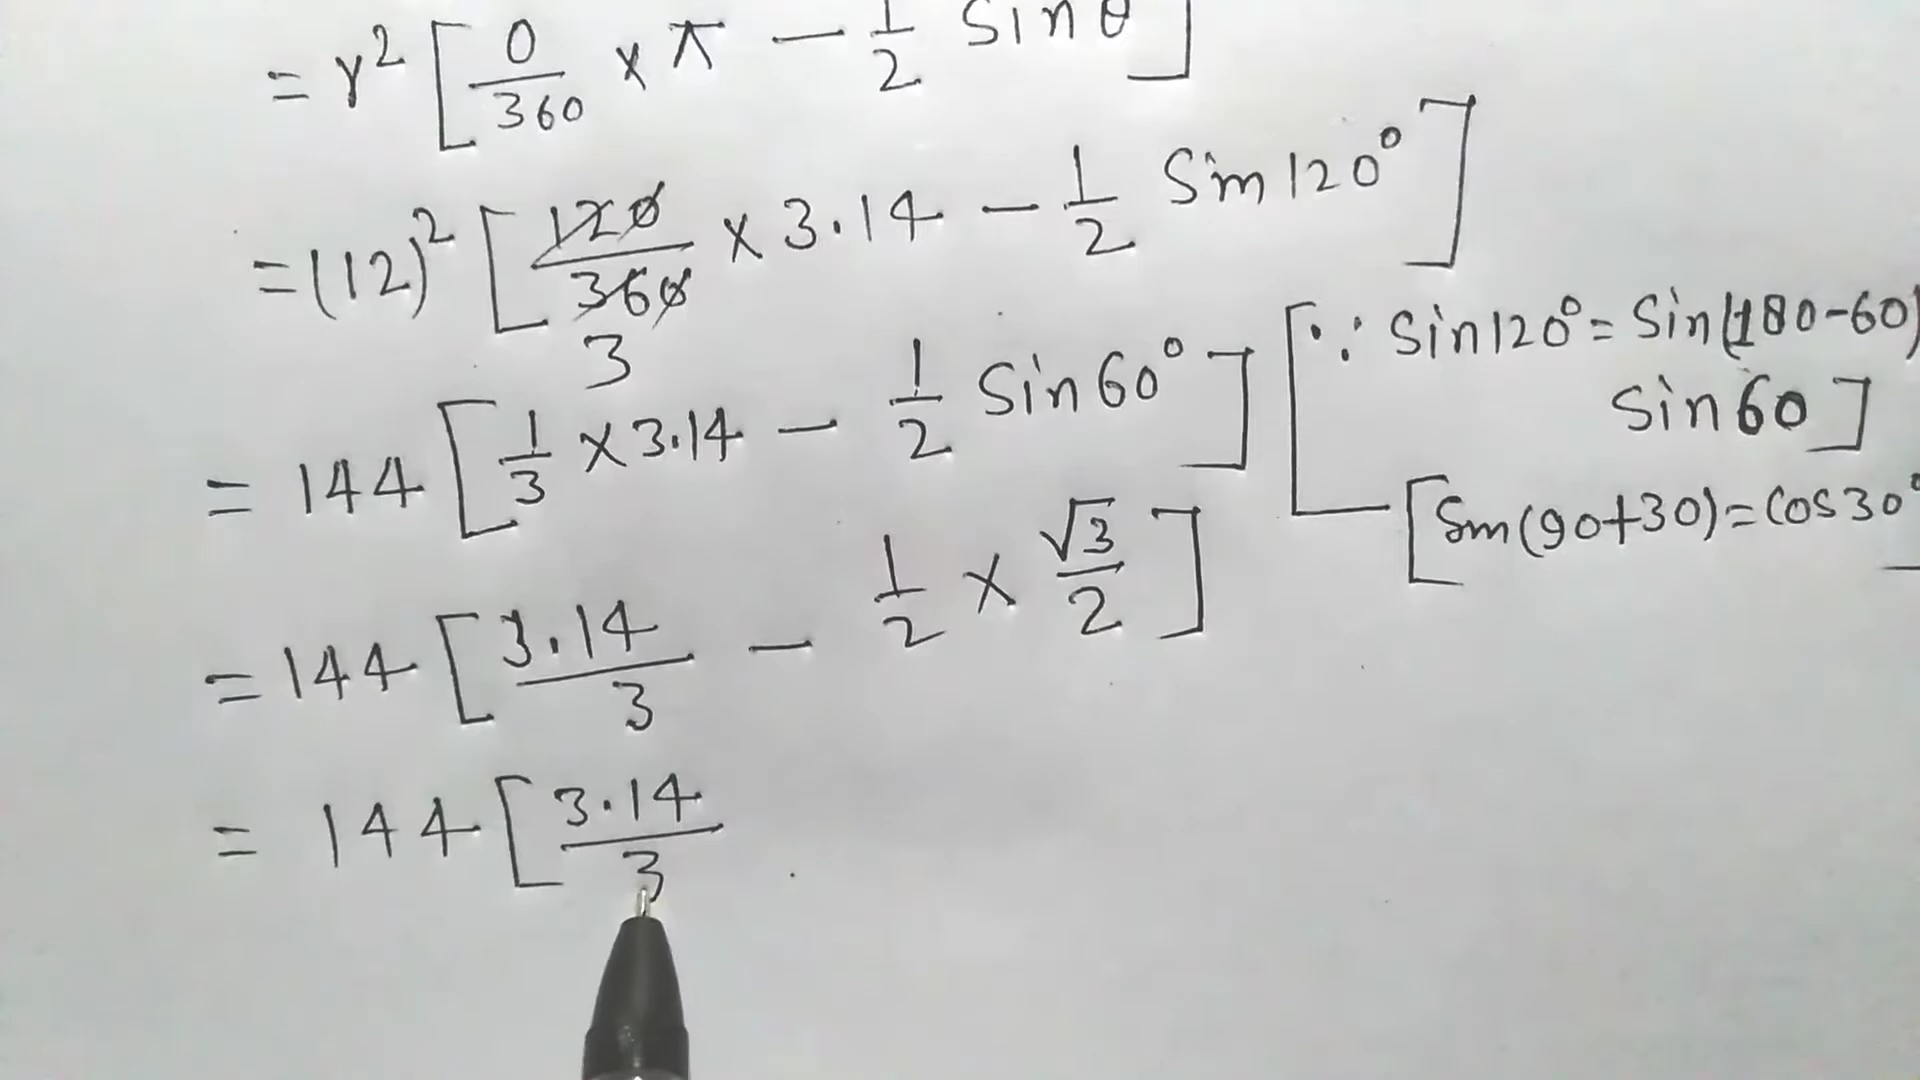 = r² [ 0/360 × π − 1/2 Sin θ ]
= (12)² [ 120/360 × 3.14 − 1/2 Sin 120° ]
3
= 144 [ 1/3 × 3.14 − 1/2 Sin 60° ] [ ∵ Sin 120° = Sin(180-60)
Sin 60 ]
[ Sin(90+30) = Cos 30°
= 144 [ 3.14/3 − 1/2 × √3/2 ]
= 144 [ 3.14/3